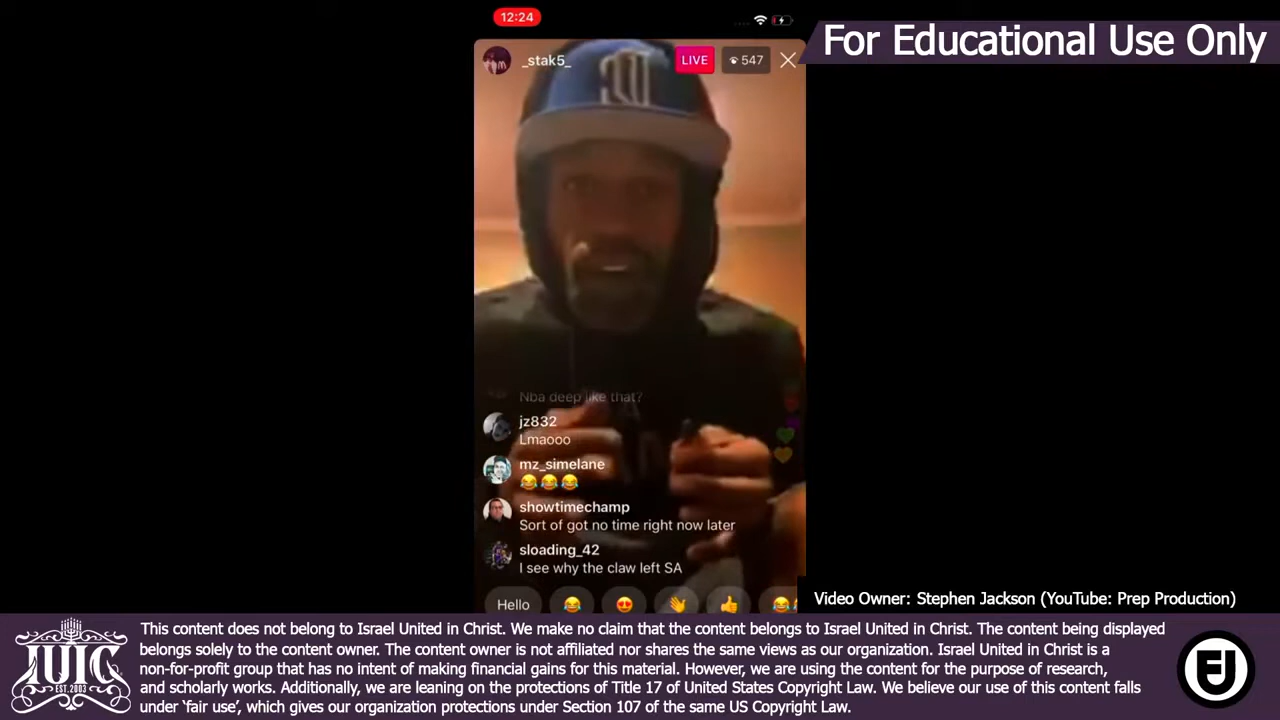 12:24
For Educational Use Only
_stak5_
LIVE
547
Nba deep like that?
jz832
Lmaooo
mz_simelane
😂😂😂
showtimechamp
Sort of got no time right now later
sloading_42
I see why the claw left SA
Hello
Video Owner: Stephen Jackson (YouTube: Prep Production)
IUIC
EST.2003
This content does not belong to Israel United in Christ. We make no claim that the content belongs to Israel United in Christ. The content being displayed
belongs solely to the content owner. The content owner is not affiliated nor shares the same views as our organization. Israel United in Christ is a
non-for-profit group that has no intent of making financial gains for this material. However, we are using the content for the purpose of research,
and scholarly works. Additionally, we are leaning on the protections of Title 17 of United States Copyright Law. We believe our use of this content falls
under ‘fair use’, which gives our organization protections under Section 107 of the same US Copyright Law.